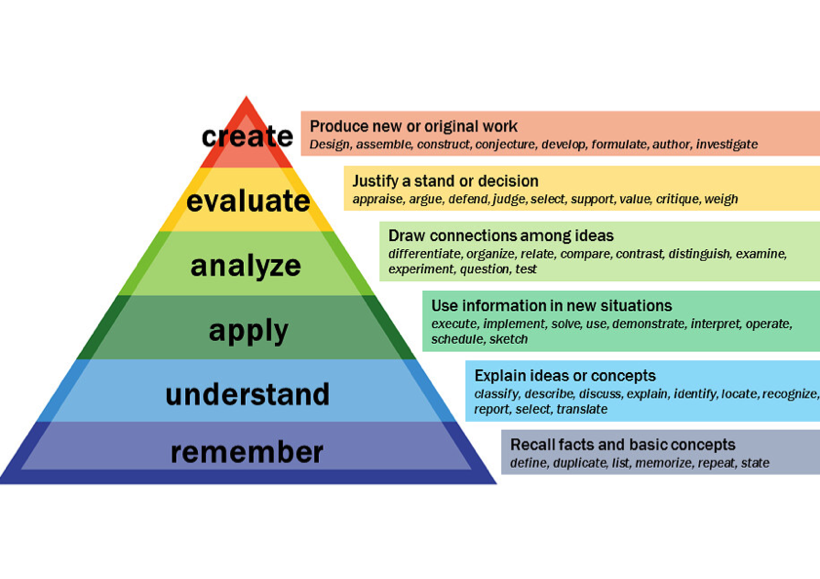 create
Produce new or original work
Design, assemble, construct, conjecture, develop, formulate, author, investigate
evaluate
Justify a stand or decision
appraise, argue, defend, judge, select, support, value, critique, weigh
analyze
Draw connections among ideas
differentiate, organize, relate, compare, contrast, distinguish, examine,
experiment, question, test
apply
Use information in new situations
execute, implement, solve, use, demonstrate, interpret, operate,
schedule, sketch
understand
Explain ideas or concepts
classify, describe, discuss, explain, identify, locate, recognize,
report, select, translate
remember
Recall facts and basic concepts
define, duplicate, list, memorize, repeat, state